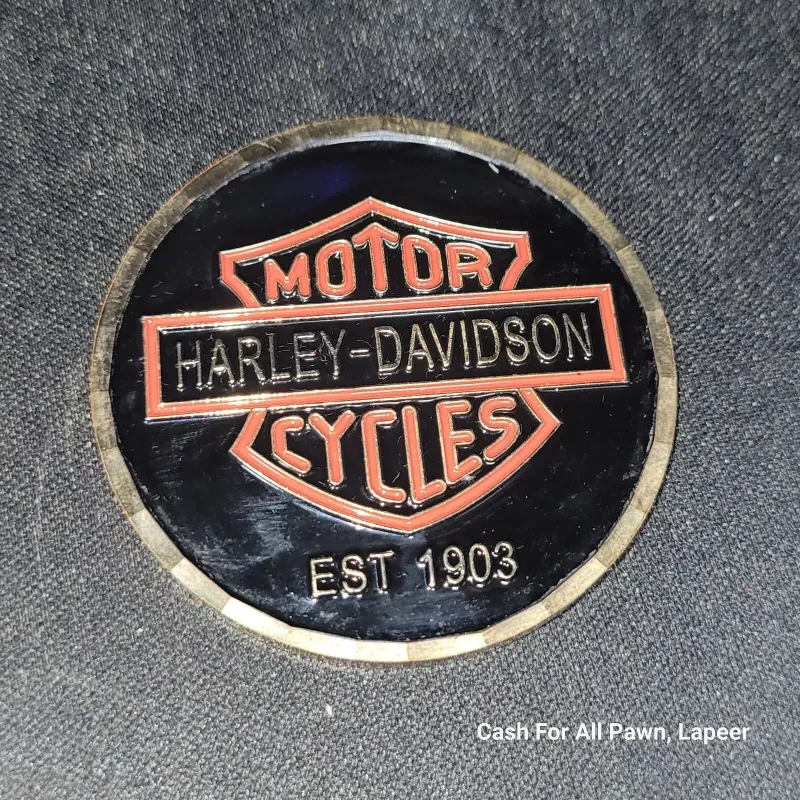 MOTOR
HARLEY-DAVIDSON
CYCLES
EST 1903
Cash For All Pawn, Lapeer